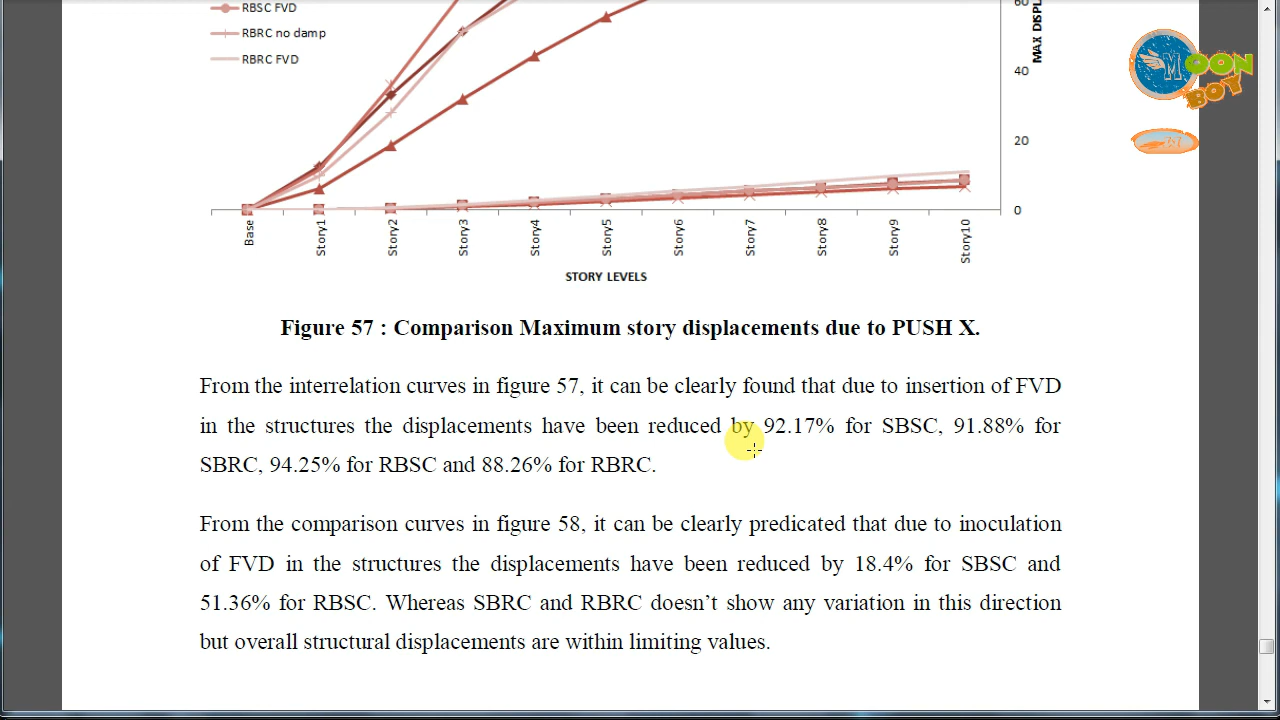 RBSC FVD
RBRC no damp
RBRC FVD
60
40
20
0
MAX DISPL
Base
Story1
Story2
Story3
Story4
Story5
Story6
Story7
Story8
Story9
Story10
STORY LEVELS
MOON
BOY
Figure 57 : Comparison Maximum story displacements due to PUSH X.
From the interrelation curves in figure 57, it can be clearly found that due to insertion of FVD
in the structures the displacements have been reduced by 92.17% for SBSC, 91.88% for
SBRC, 94.25% for RBSC and 88.26% for RBRC.
From the comparison curves in figure 58, it can be clearly predicated that due to inoculation
of FVD in the structures the displacements have been reduced by 18.4% for SBSC and
51.36% for RBSC. Whereas SBRC and RBRC doesn’t show any variation in this direction
but overall structural displacements are within limiting values.